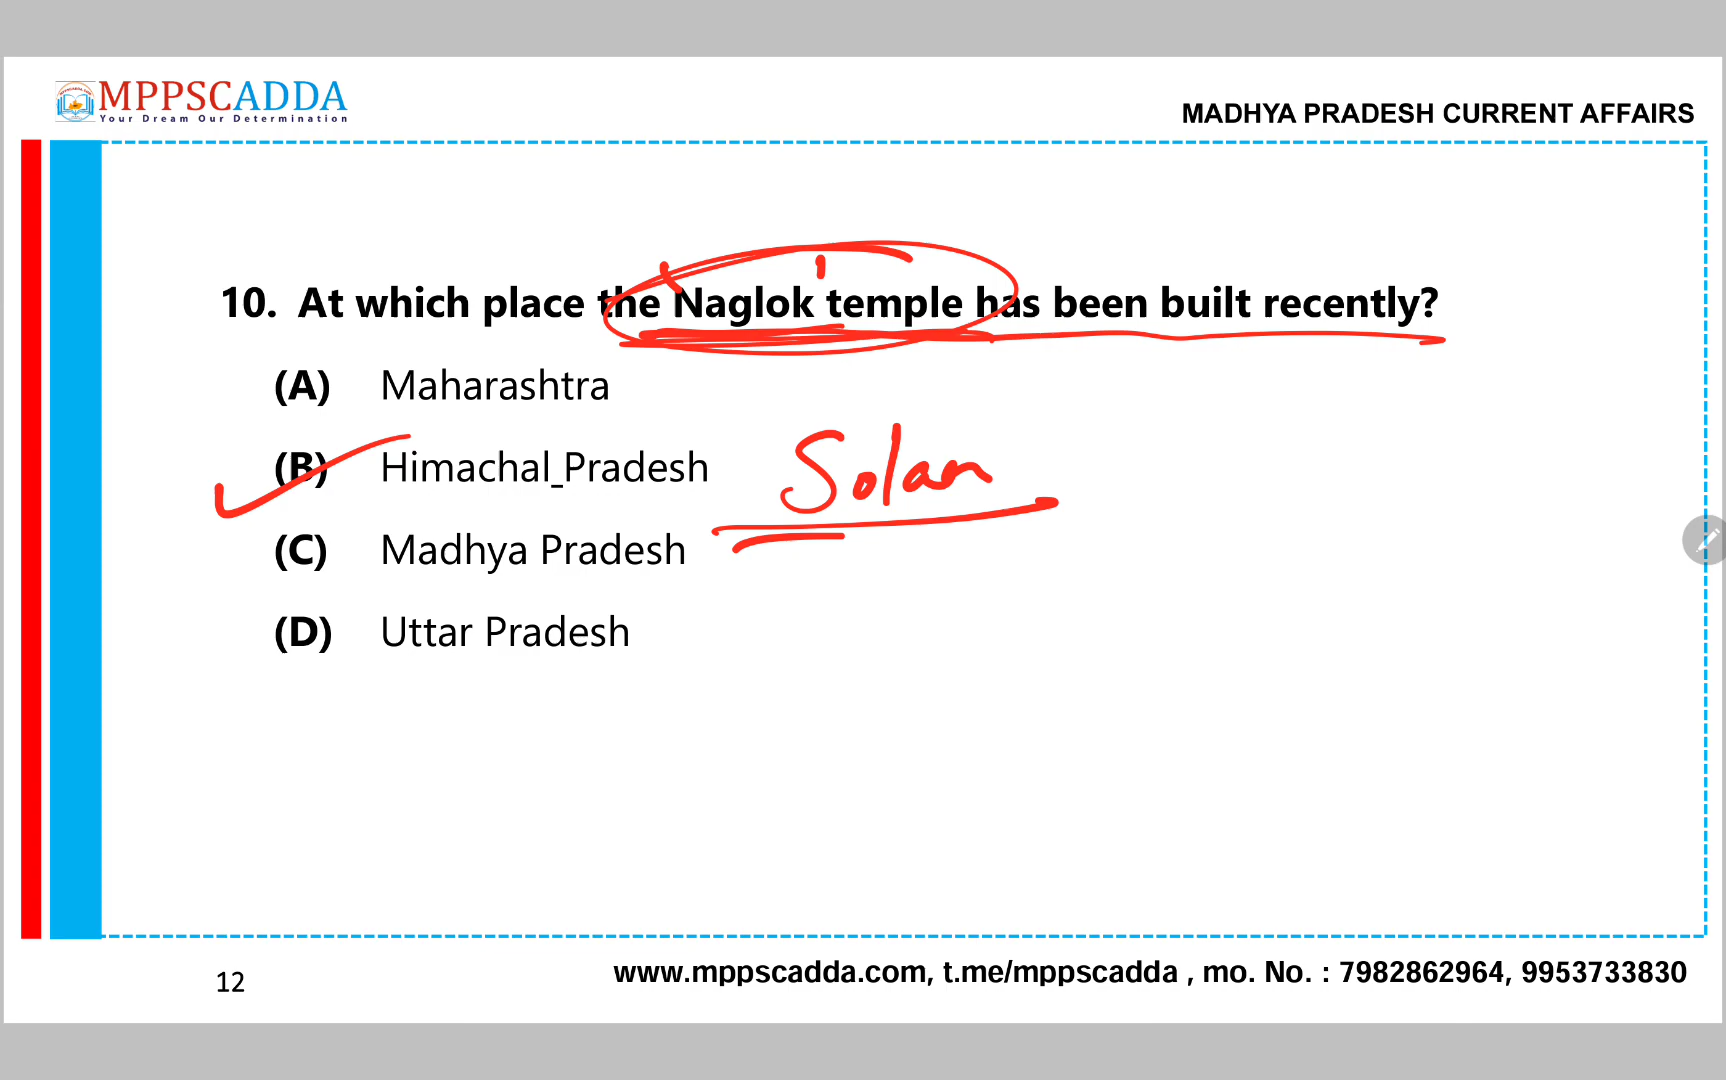 MPPSCADDA
Your Dream Our Determination
MADHYA PRADESH CURRENT AFFAIRS
10. At which place the Naglok temple has been built recently?
(A) Maharashtra
(B) Himachal_Pradesh
Solan
(C) Madhya Pradesh
(D) Uttar Pradesh
12
www.mppscadda.com, t.me/mppscadda , mo. No. : 7982862964, 9953733830